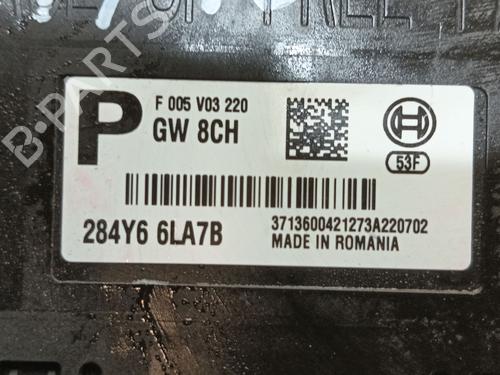 P
F 005 V03 220
GW 8CH
53F
284Y6 6LA7B
3713600421273A220702
MADE IN ROMANIA
B-PARTS